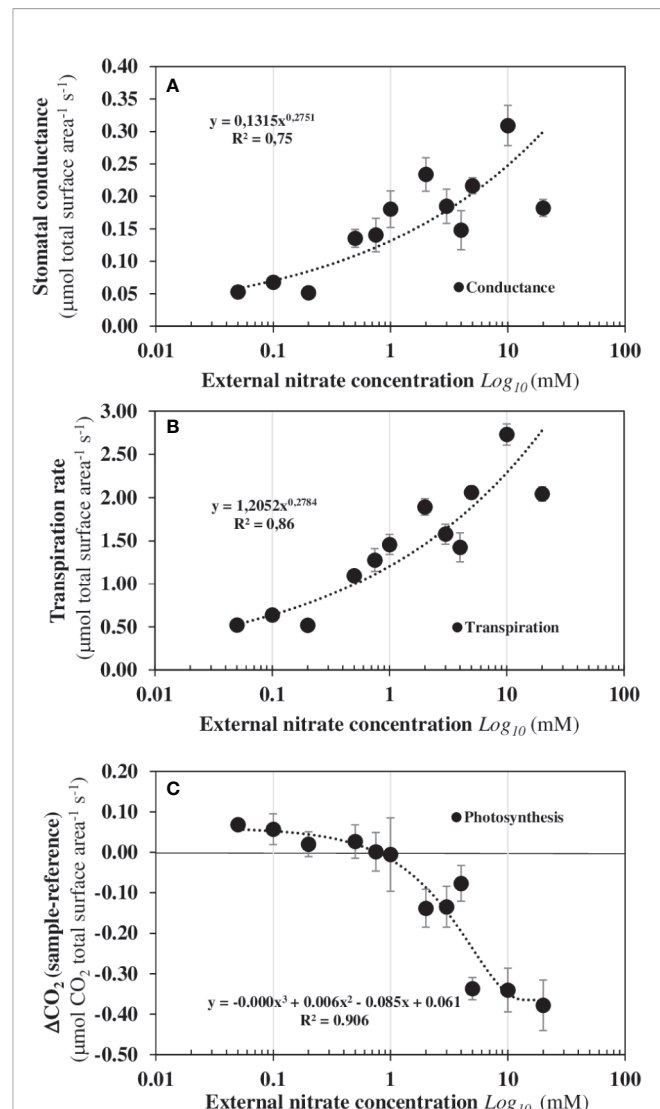 A
Stomatal conductance
(µmol total surface area⁻¹ s⁻¹)
0.40
0.35
0.30
0.25
0.20
0.15
0.10
0.05
0.00
y = 0,1315x^0,2751
R² = 0,75
Conductance
0.01
0.1
1
10
100
External nitrate concentration Log₁₀ (mM)
B
Transpiration rate
(µmol total surface area⁻¹ s⁻¹)
3.00
2.50
2.00
1.50
1.00
0.50
0.00
y = 1,2052x^0,2784
R² = 0,86
Transpiration
0.01
0.1
1
10
100
External nitrate concentration Log₁₀ (mM)
C
ΔCO₂ (sample-reference)
(µmol CO₂ total surface area⁻¹ s⁻¹)
0.20
0.10
0.00
-0.10
-0.20
-0.30
-0.40
-0.50
Photosynthesis
y = -0.000x³ + 0.006x² - 0.085x + 0.061
R² = 0.906
0.01
0.1
1
10
100
External nitrate concentration Log₁₀ (mM)